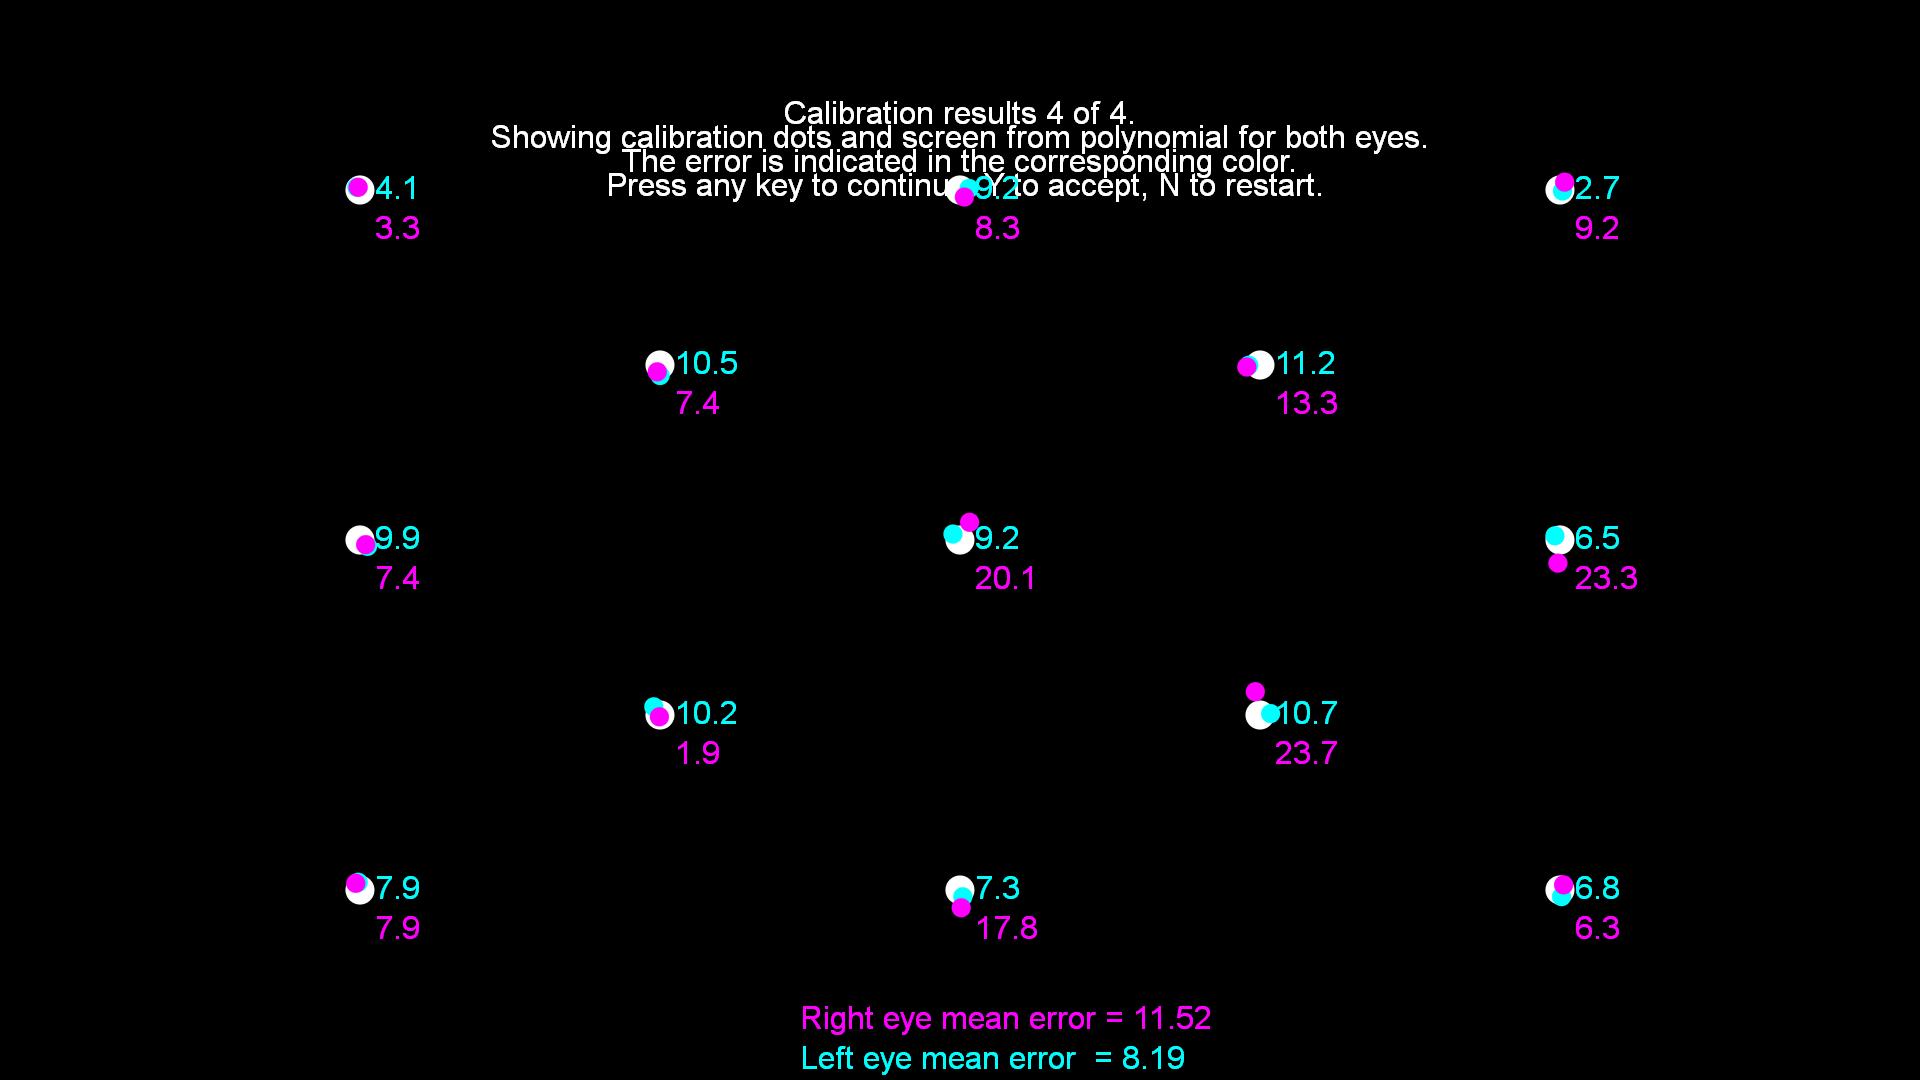 Calibration results 4 of 4.
Showing calibration dots and screen from polynomial for both eyes.
The error is indicated in the corresponding color.
Press any key to continue, Y to accept, N to restart.
4.1 9.2 2.7
3.3 8.3 9.2
10.5 11.2
7.4 13.3
9.9 9.2 6.5
7.4 20.1 23.3
10.2 10.7
1.9 23.7
7.9 7.3 6.8
7.9 17.8 6.3
Right eye mean error = 11.52
Left eye mean error = 8.19